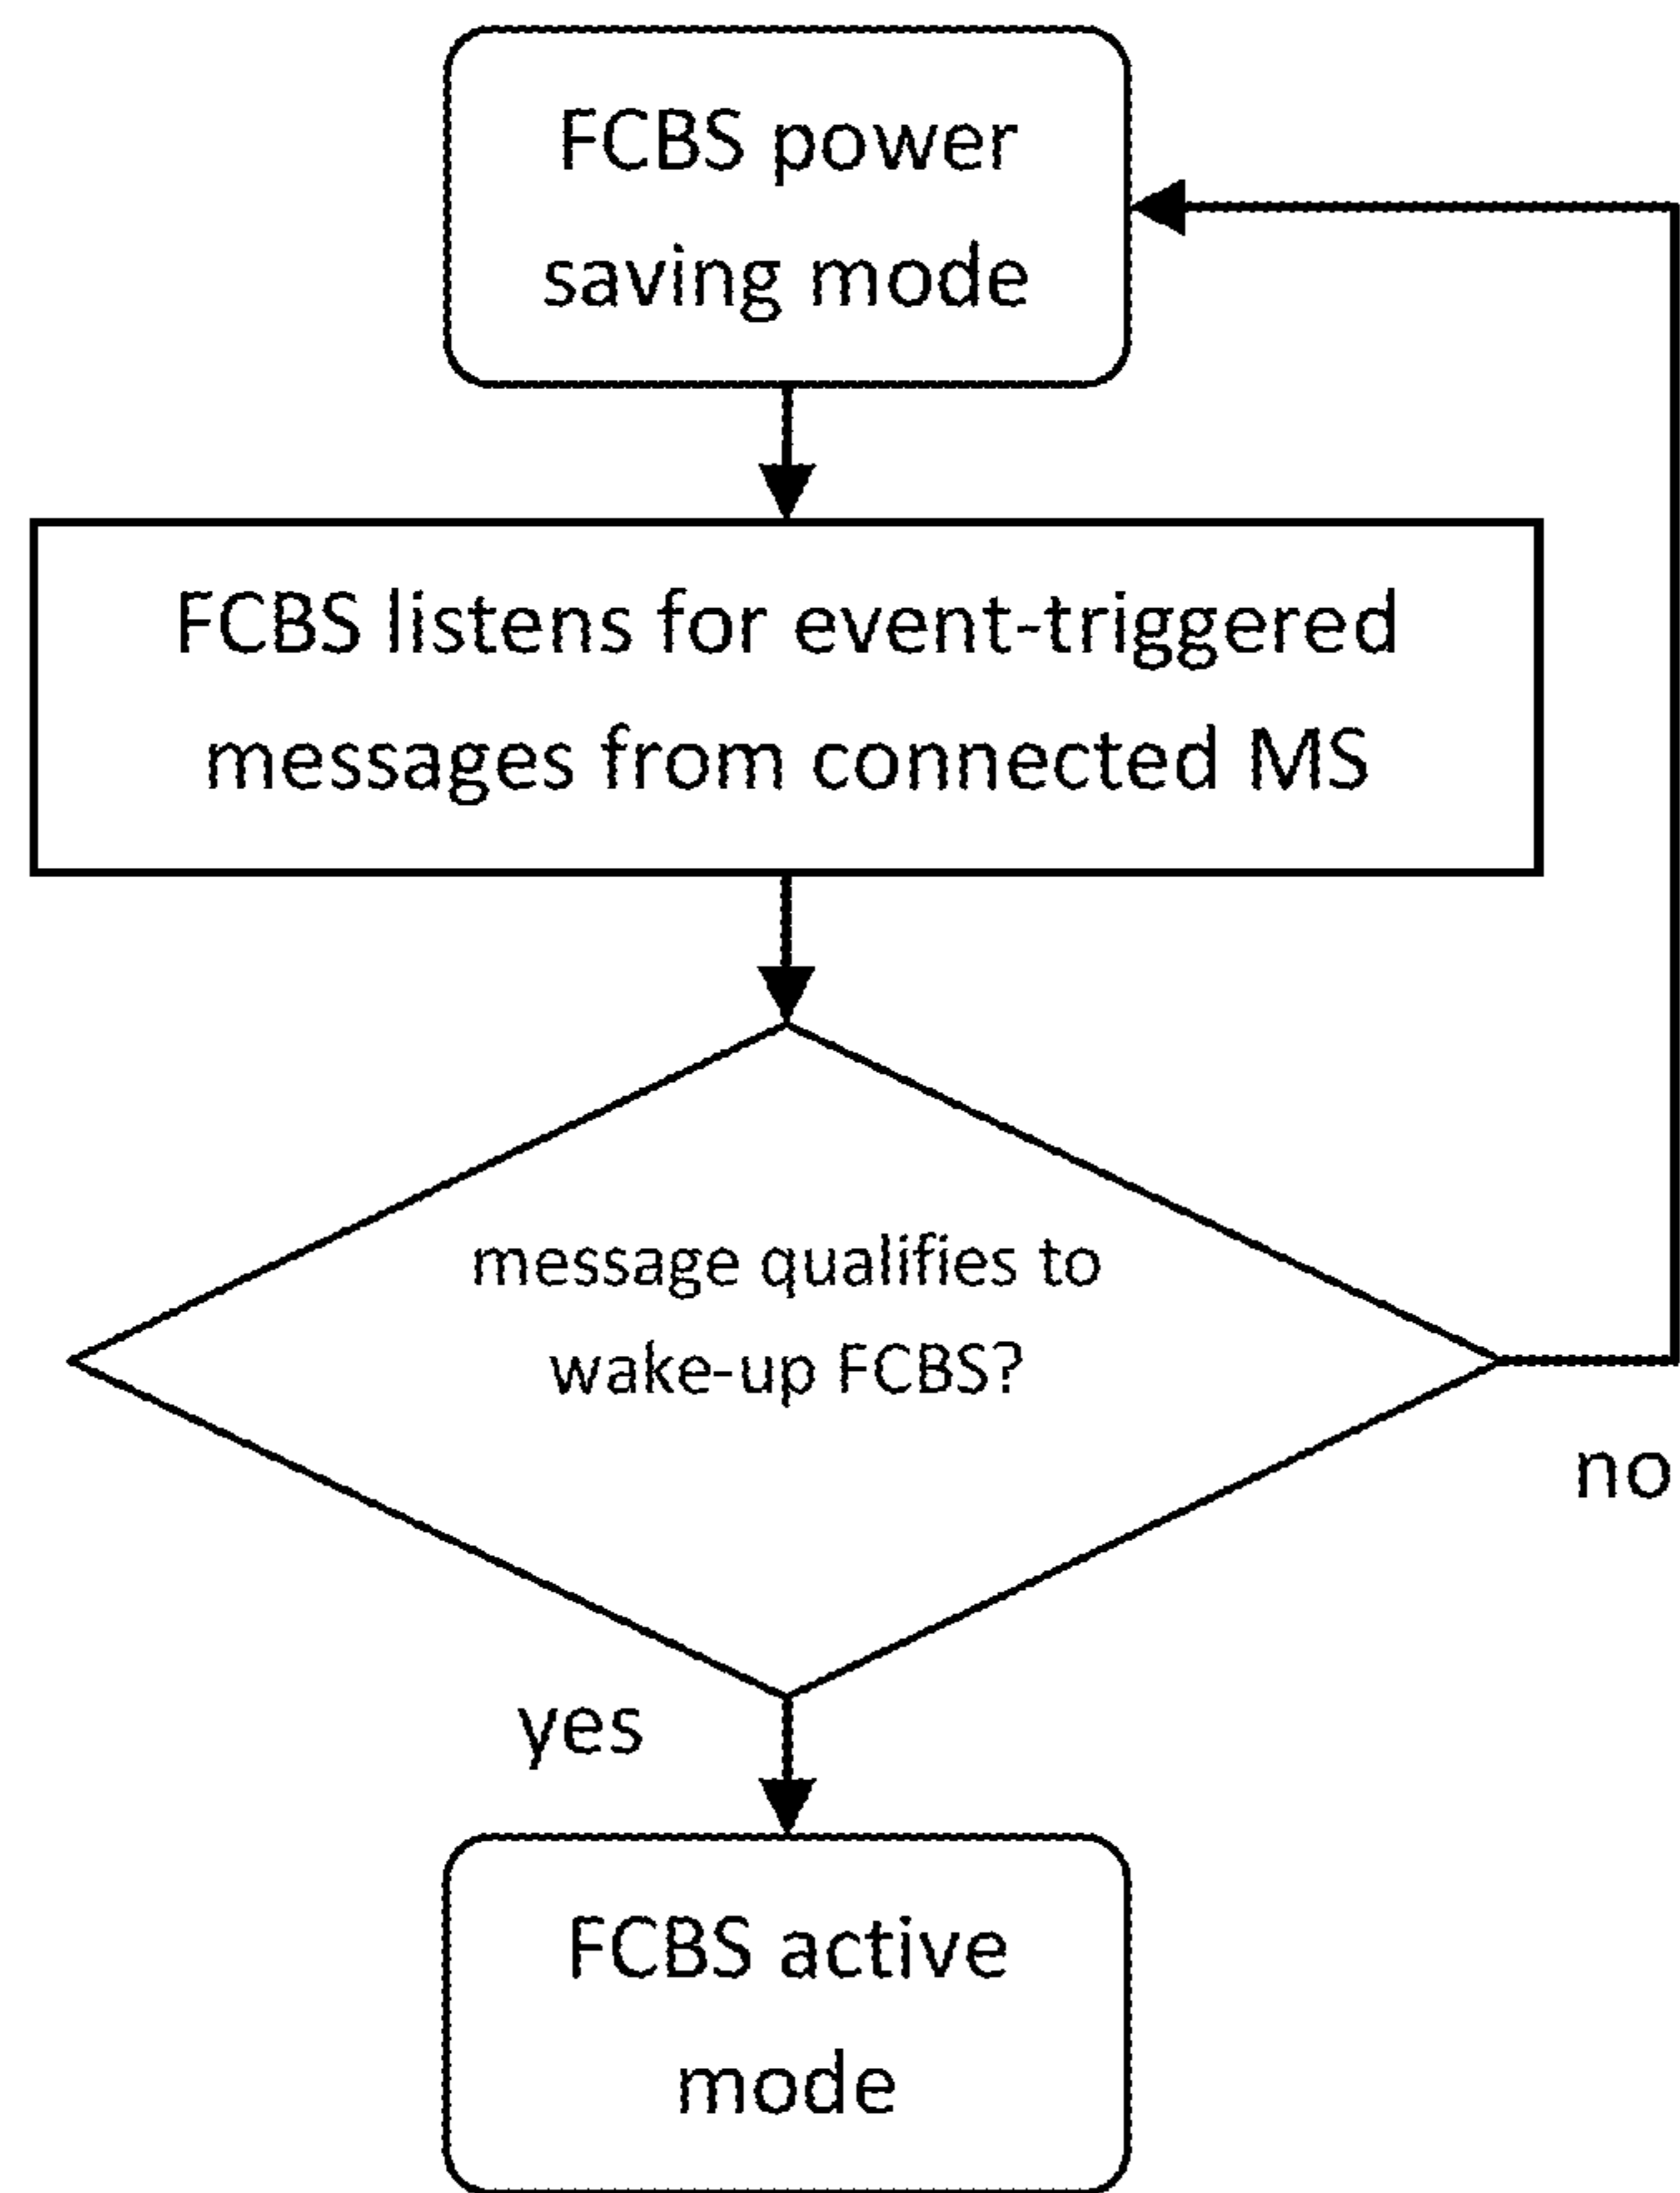 FCBS power
saving mode
FCBS listens for event-triggered
messages from connected MS
message qualifies to
wake-up FCBS?
no
yes
FCBS active
mode